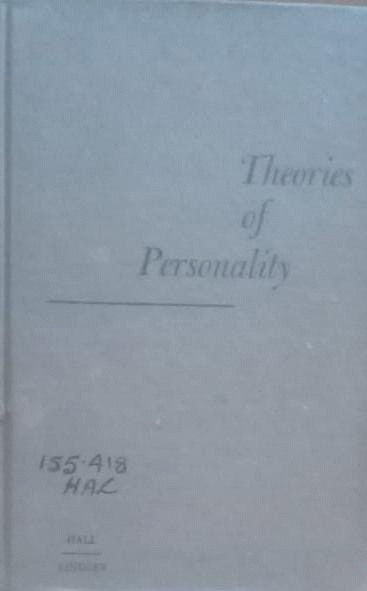 Theories
of
Personality
155.418
HAL
HALL
LINDZEY